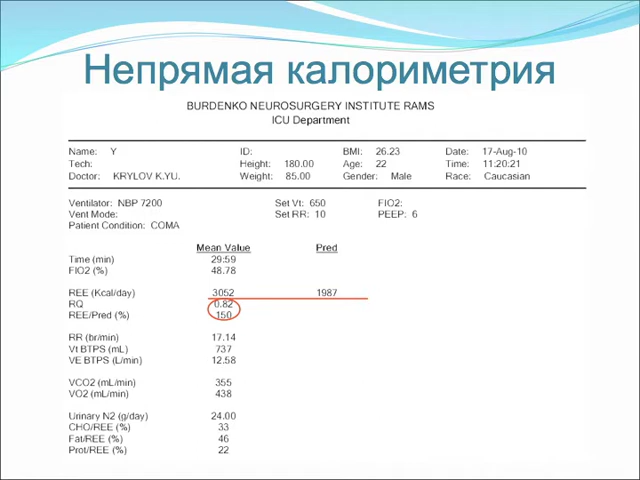 Непрямая калориметрия
BURDENKO NEUROSURGERY INSTITUTE RAMS
ICU Department
Name: Y ID: BMI: 26.23 Date: 17-Aug-10
Tech: Height: 180.00 Age: 22 Time: 11:20:21
Doctor: KRYLOV K.YU. Weight: 85.00 Gender: Male Race: Caucasian
Ventilator: NBP 7200 Set Vt: 650 FIO2:
Vent Mode: Set RR: 10 PEEP: 6
Patient Condition: COMA
Mean Value Pred
Time (min) 29:59
FIO2 (%) 48.78
REE (Kcal/day) 3052 1987
RQ 0.82
REE/Pred (%) 150
RR (br/min) 17.14
Vt BTPS (mL) 737
VE BTPS (L/min) 12.58
VCO2 (mL/min) 355
VO2 (mL/min) 438
Urinary N2 (g/day) 24.00
CHO/REE (%) 33
Fat/REE (%) 46
Prot/REE (%) 22